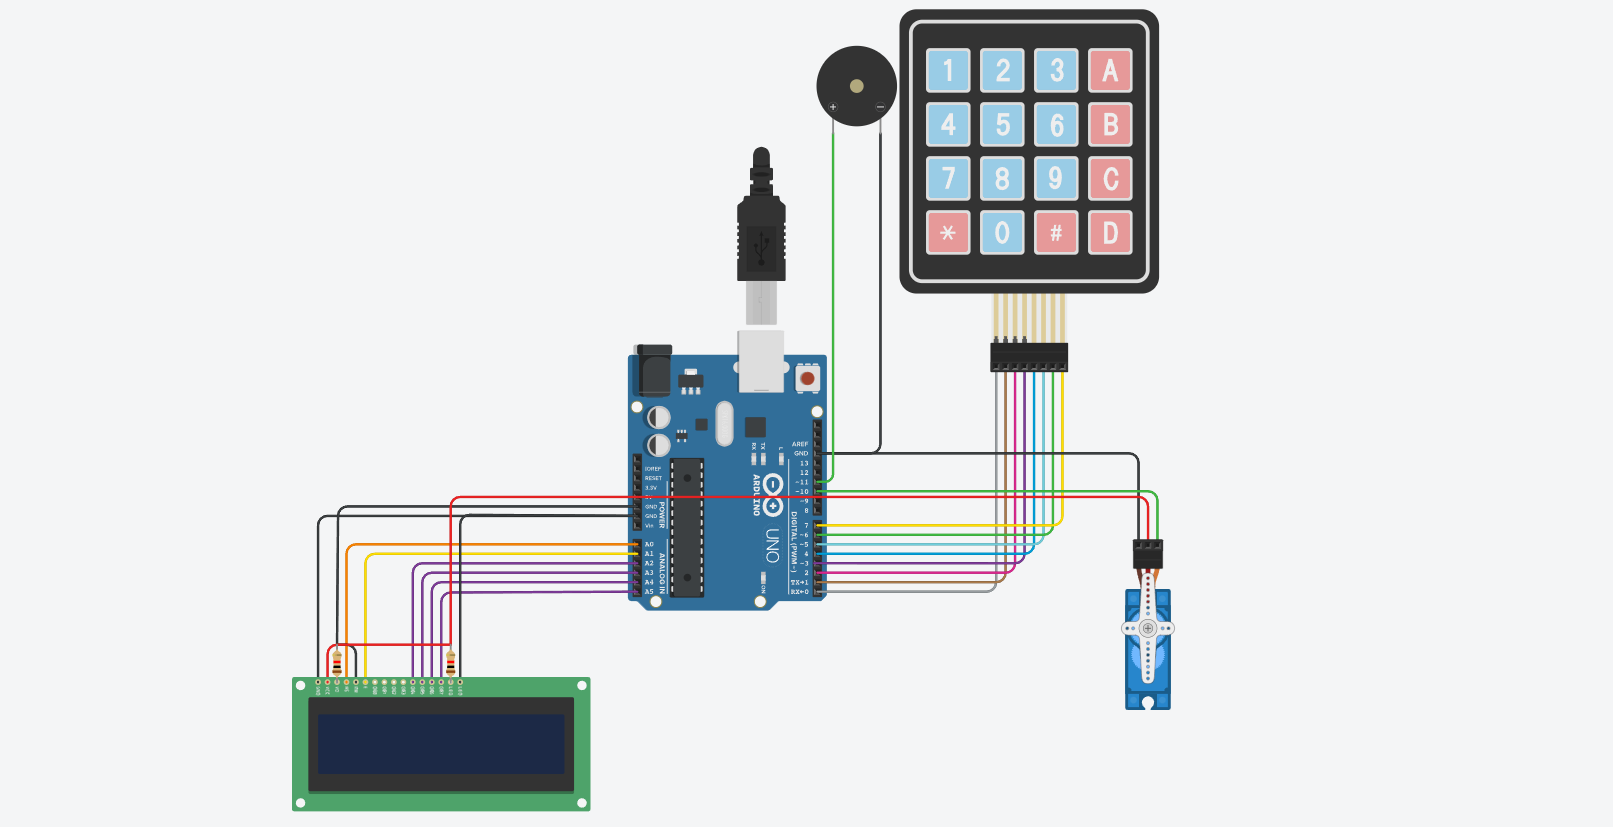 1 2 3 A
4 5 6 B
7 8 9 C
* 0 # D
+ −
AREF
GND
13
12
~11
~10
~9
8
7
~6
~5
4
~3
2
TX→1
RX←0
RX
TX
L
ARDUINO
UNO
DIGITAL (PWM~)
ON
IOREF
RESET
3.3V
GND
GND
Vin
POWER
A0
A1
A2
A3
A4
A5
ANALOG IN
GND
VCC